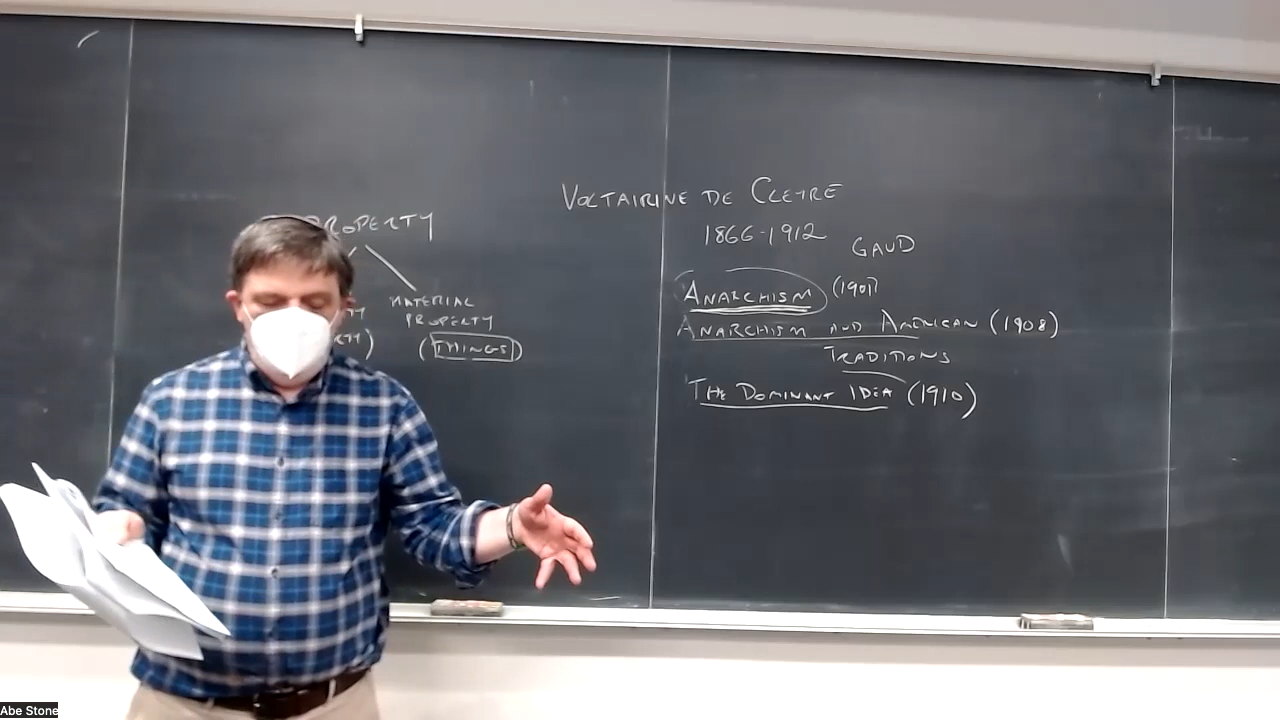 VOLTAIRINE DE CLEYRE
1866-1912
GAUD
PROPERTY
MATERIAL
PROPERTY
(THINGS)
ANARCHISM (1901)
ANARCHISM AND AMERICAN (1908)
TRADITIONS
THE DOMINANT IDEA (1910)
Abe Stone